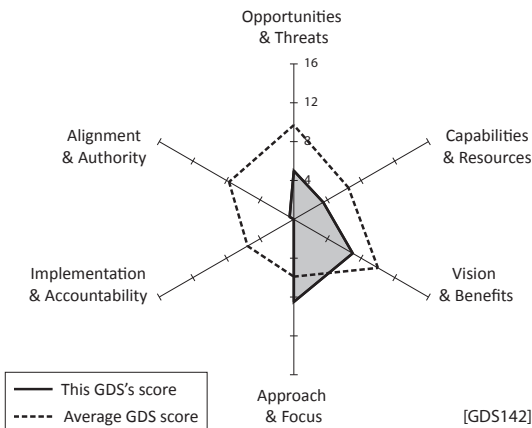 Opportunities
& Threats
16
12
8
4
Alignment
& Authority
Capabilities
& Resources
Implementation
& Accountability
Vision
& Benefits
Approach
& Focus
This GDS's score
Average GDS score
[GDS142]